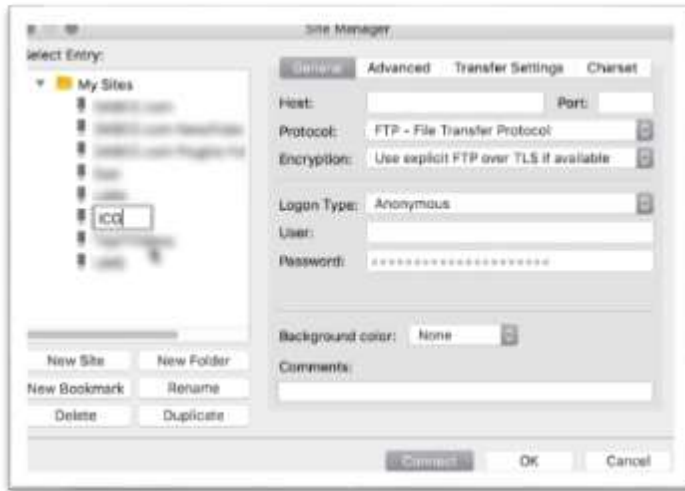 Site Manager
Select Entry:
My Sites
ICO
New Site New Folder
New Bookmark Rename
Delete Duplicate
General Advanced Transfer Settings Charset
Host: Port:
Protocol: FTP - File Transfer Protocol
Encryption: Use explicit FTP over TLS if available
Logon Type: Anonymous
User:
Password:
Background color: None
Comments:
Connect OK Cancel